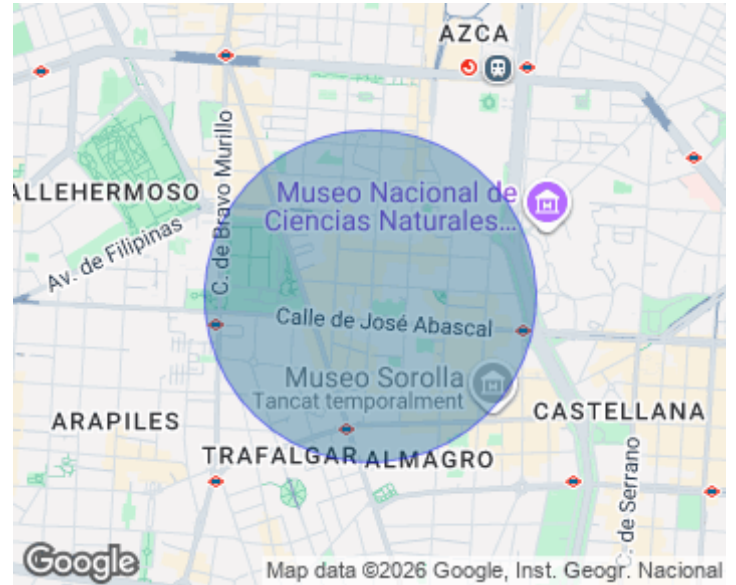 AZCA
ALLEHERMOSO
Av. de Filipinas
C. de Bravo Murillo
Museo Nacional de
Ciencias Naturales...
Calle de José Abascal
Museo Sorolla
Tancat temporalment
ARAPILES
CASTELLANA
TRAFALGAR
ALMAGRO
C. de Serrano
Google
Map data ©2026 Google, Inst. Geogr. Nacional